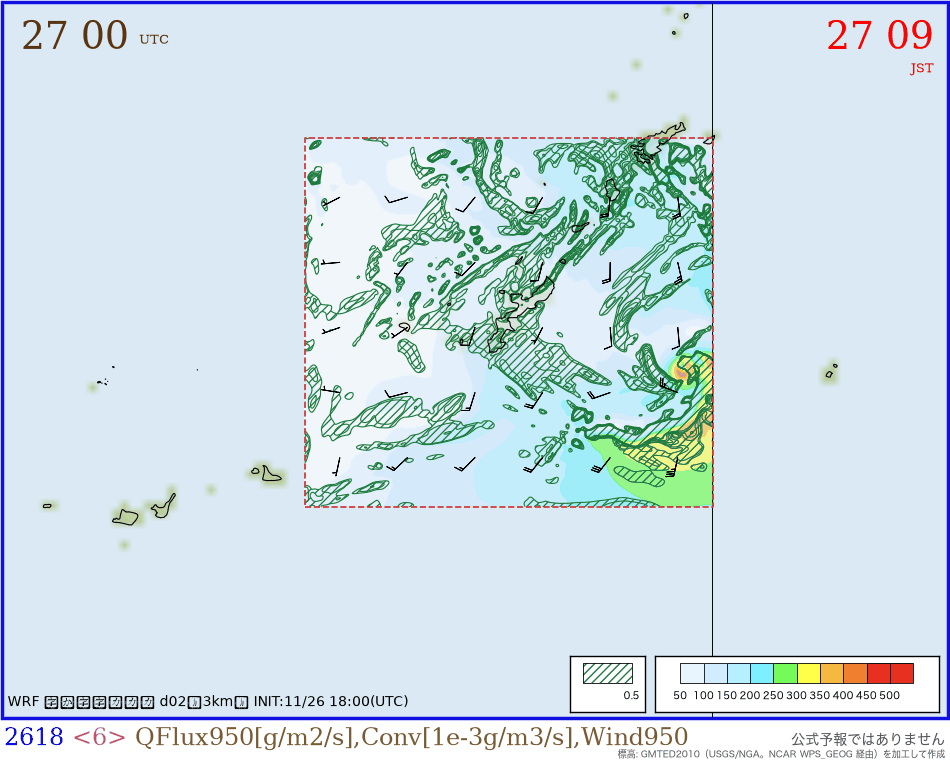 27 00 UTC
27 09
JST
0.5
50 100 150 200 250 300 350 400 450 500
WRF d02 3km INIT:11/26 18:00(UTC)
2618 <6> QFlux950[g/m2/s],Conv[1e-3g/m3/s],Wind950
公式予報ではありません
標高: GMTED2010（USGS/NGA。NCAR WPS_GEOG 経由）を加工して作成